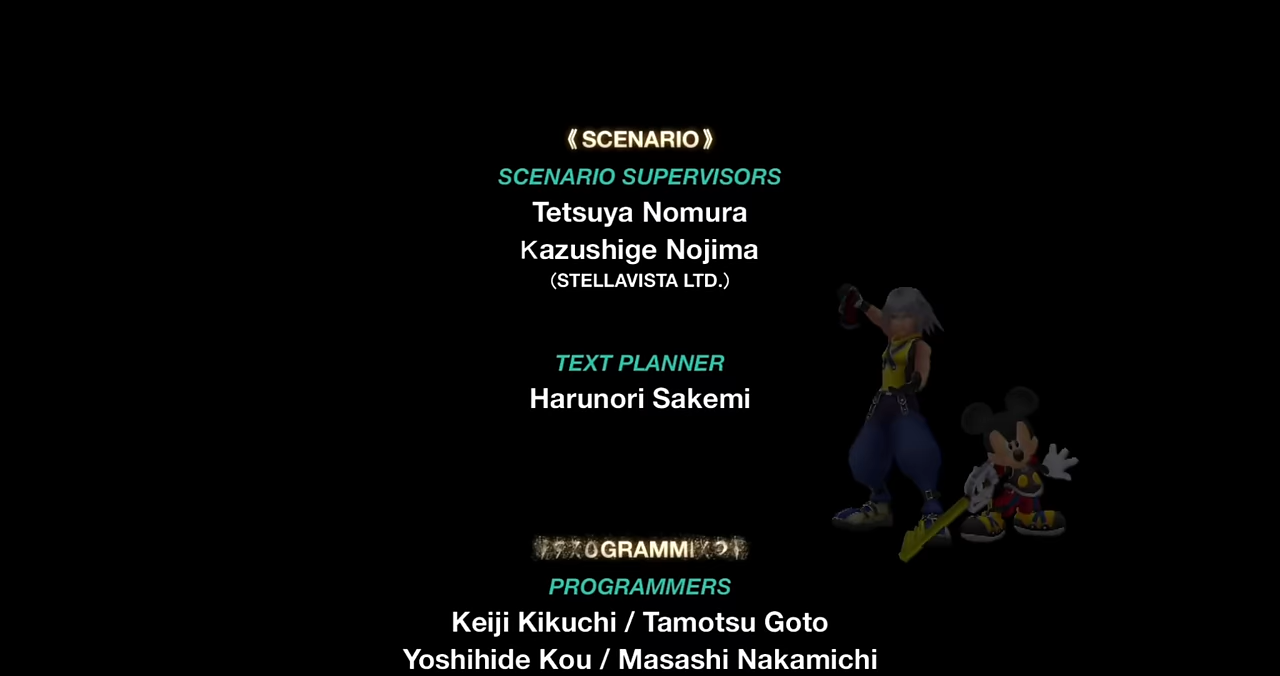 《SCENARIO》
SCENARIO SUPERVISORS
Tetsuya Nomura
Kazushige Nojima
(STELLAVISTA LTD.)
TEXT PLANNER
Harunori Sakemi
PROGRAMMERS
Keiji Kikuchi / Tamotsu Goto
Yoshihide Kou / Masashi Nakamichi